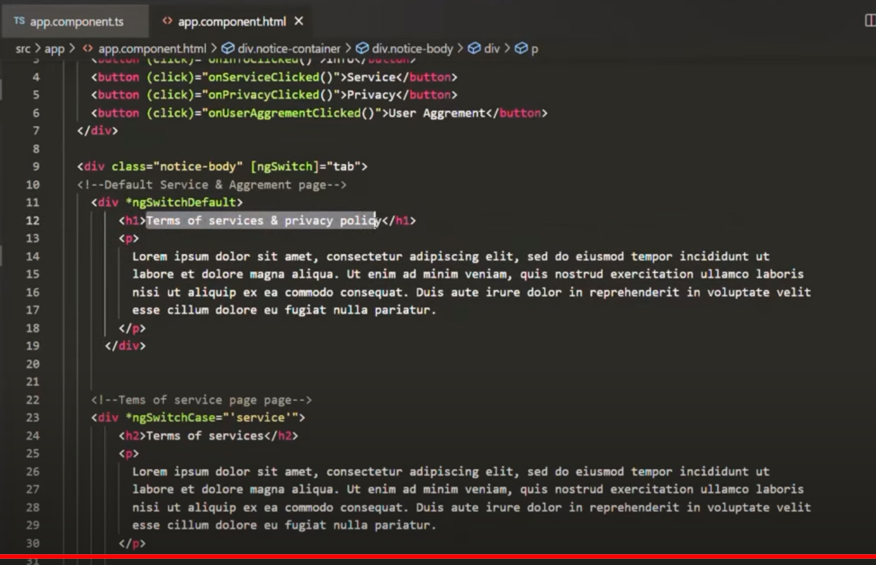 TS app.component.ts <> app.component.html ×
src > app > <> app.component.html > div.notice-container > div.notice-body > div > p
3 <button (click)="onInfoClicked()">Info</button>
4 <button (click)="onServiceClicked()">Service</button>
5 <button (click)="onPrivacyClicked()">Privacy</button>
6 <button (click)="onUserAggrementClicked()">User Aggrement</button>
7 </div>
8
9 <div class="notice-body" [ngSwitch]="tab">
10 <!--Default Service & Aggrement page-->
11 <div *ngSwitchDefault>
12 <h1>Terms of services & privacy policy</h1>
13 <p>
14 Lorem ipsum dolor sit amet, consectetur adipiscing elit, sed do eiusmod tempor incididunt ut
15 labore et dolore magna aliqua. Ut enim ad minim veniam, quis nostrud exercitation ullamco laboris
16 nisi ut aliquip ex ea commodo consequat. Duis aute irure dolor in reprehenderit in voluptate velit
17 esse cillum dolore eu fugiat nulla pariatur.
18 </p>
19 </div>
20
21
22 <!--Tems of service page page-->
23 <div *ngSwitchCase="'service'">
24 <h2>Terms of services</h2>
25 <p>
26 Lorem ipsum dolor sit amet, consectetur adipiscing elit, sed do eiusmod tempor incididunt ut
27 labore et dolore magna aliqua. Ut enim ad minim veniam, quis nostrud exercitation ullamco laboris
28 nisi ut aliquip ex ea commodo consequat. Duis aute irure dolor in reprehenderit in voluptate velit
29 esse cillum dolore eu fugiat nulla pariatur.
30 </p>
31